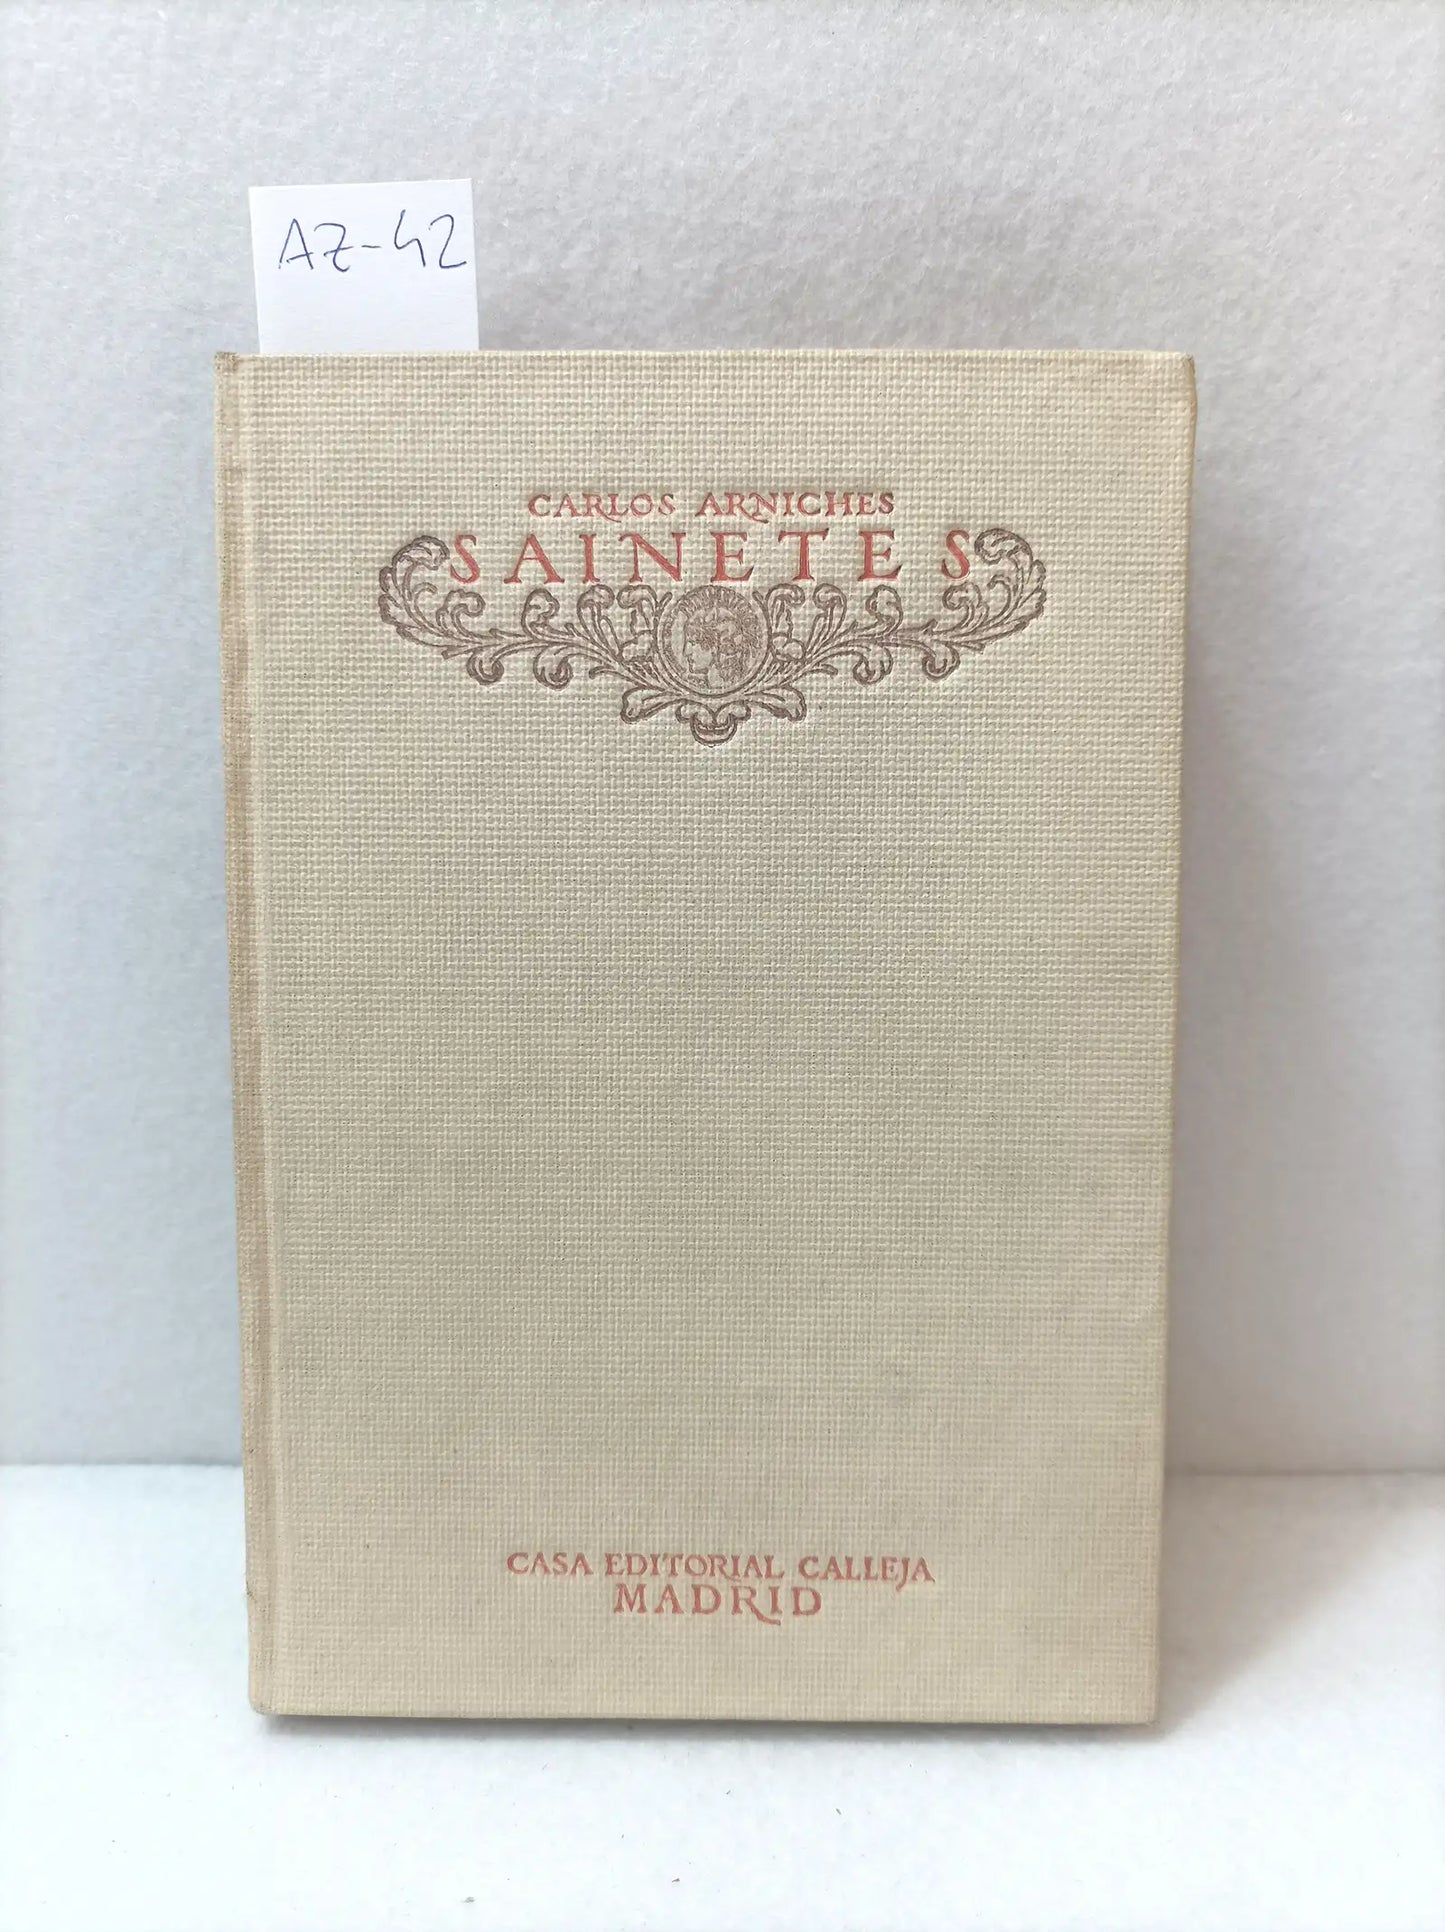 AZ-42
CARLOS ARNICHES
SAINETES
CASA EDITORIAL CALLEJA
MADRID